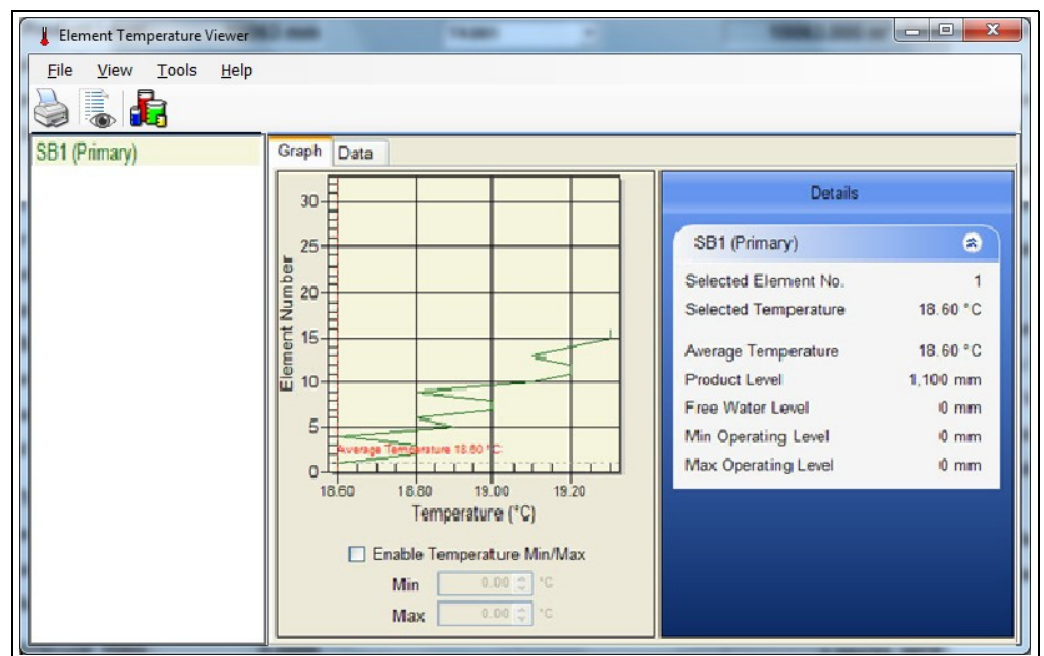 Element Temperature Viewer
File View Tools Help
SB1 (Primary)
Graph Data
30
25
20
15
10
5
0
Element Number
Average Temperature 18.60 °C
18.60 18.80 19.00 19.20
Temperature (°C)
Enable Temperature Min/Max
Min 0.00 °C
Max 0.00 °C
Details
SB1 (Primary)
Selected Element No. 1
Selected Temperature 18.60 °C
Average Temperature 18.60 °C
Product Level 1,100 mm
Free Water Level 0 mm
Min Operating Level 0 mm
Max Operating Level 0 mm